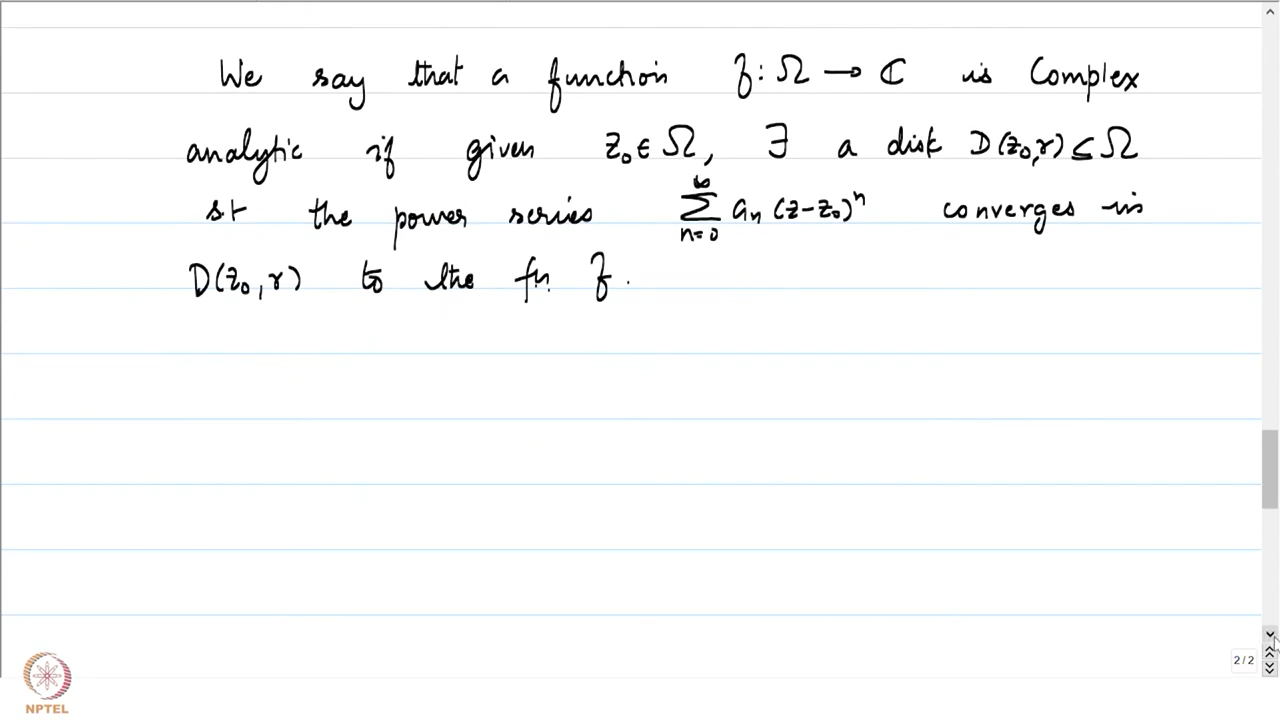 We say that a function f : Ω → ℂ is Complex
analytic if given z₀ ∈ Ω, ∃ a disk D(z₀,r) ⊆ Ω
st the power series ∑_{n=0}^{∞} aₙ (z-z₀)ⁿ converges in
D(z₀,r) to the fn. f.
2/2
NPTEL